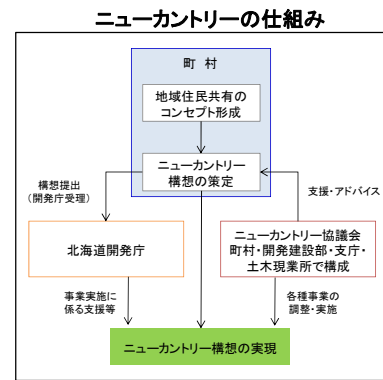 ニューカントリーの仕組み
町 村
地域住民共有の
コンセプト形成
ニューカントリー
構想の策定
構想提出
（開発庁受理）
支援・アドバイス
北海道開発庁
ニューカントリー協議会
町村・開発建設部・支庁・
土木現業所で構成
事業実施に
係る支援等
各種事業の
調整・実施
ニューカントリー構想の実現